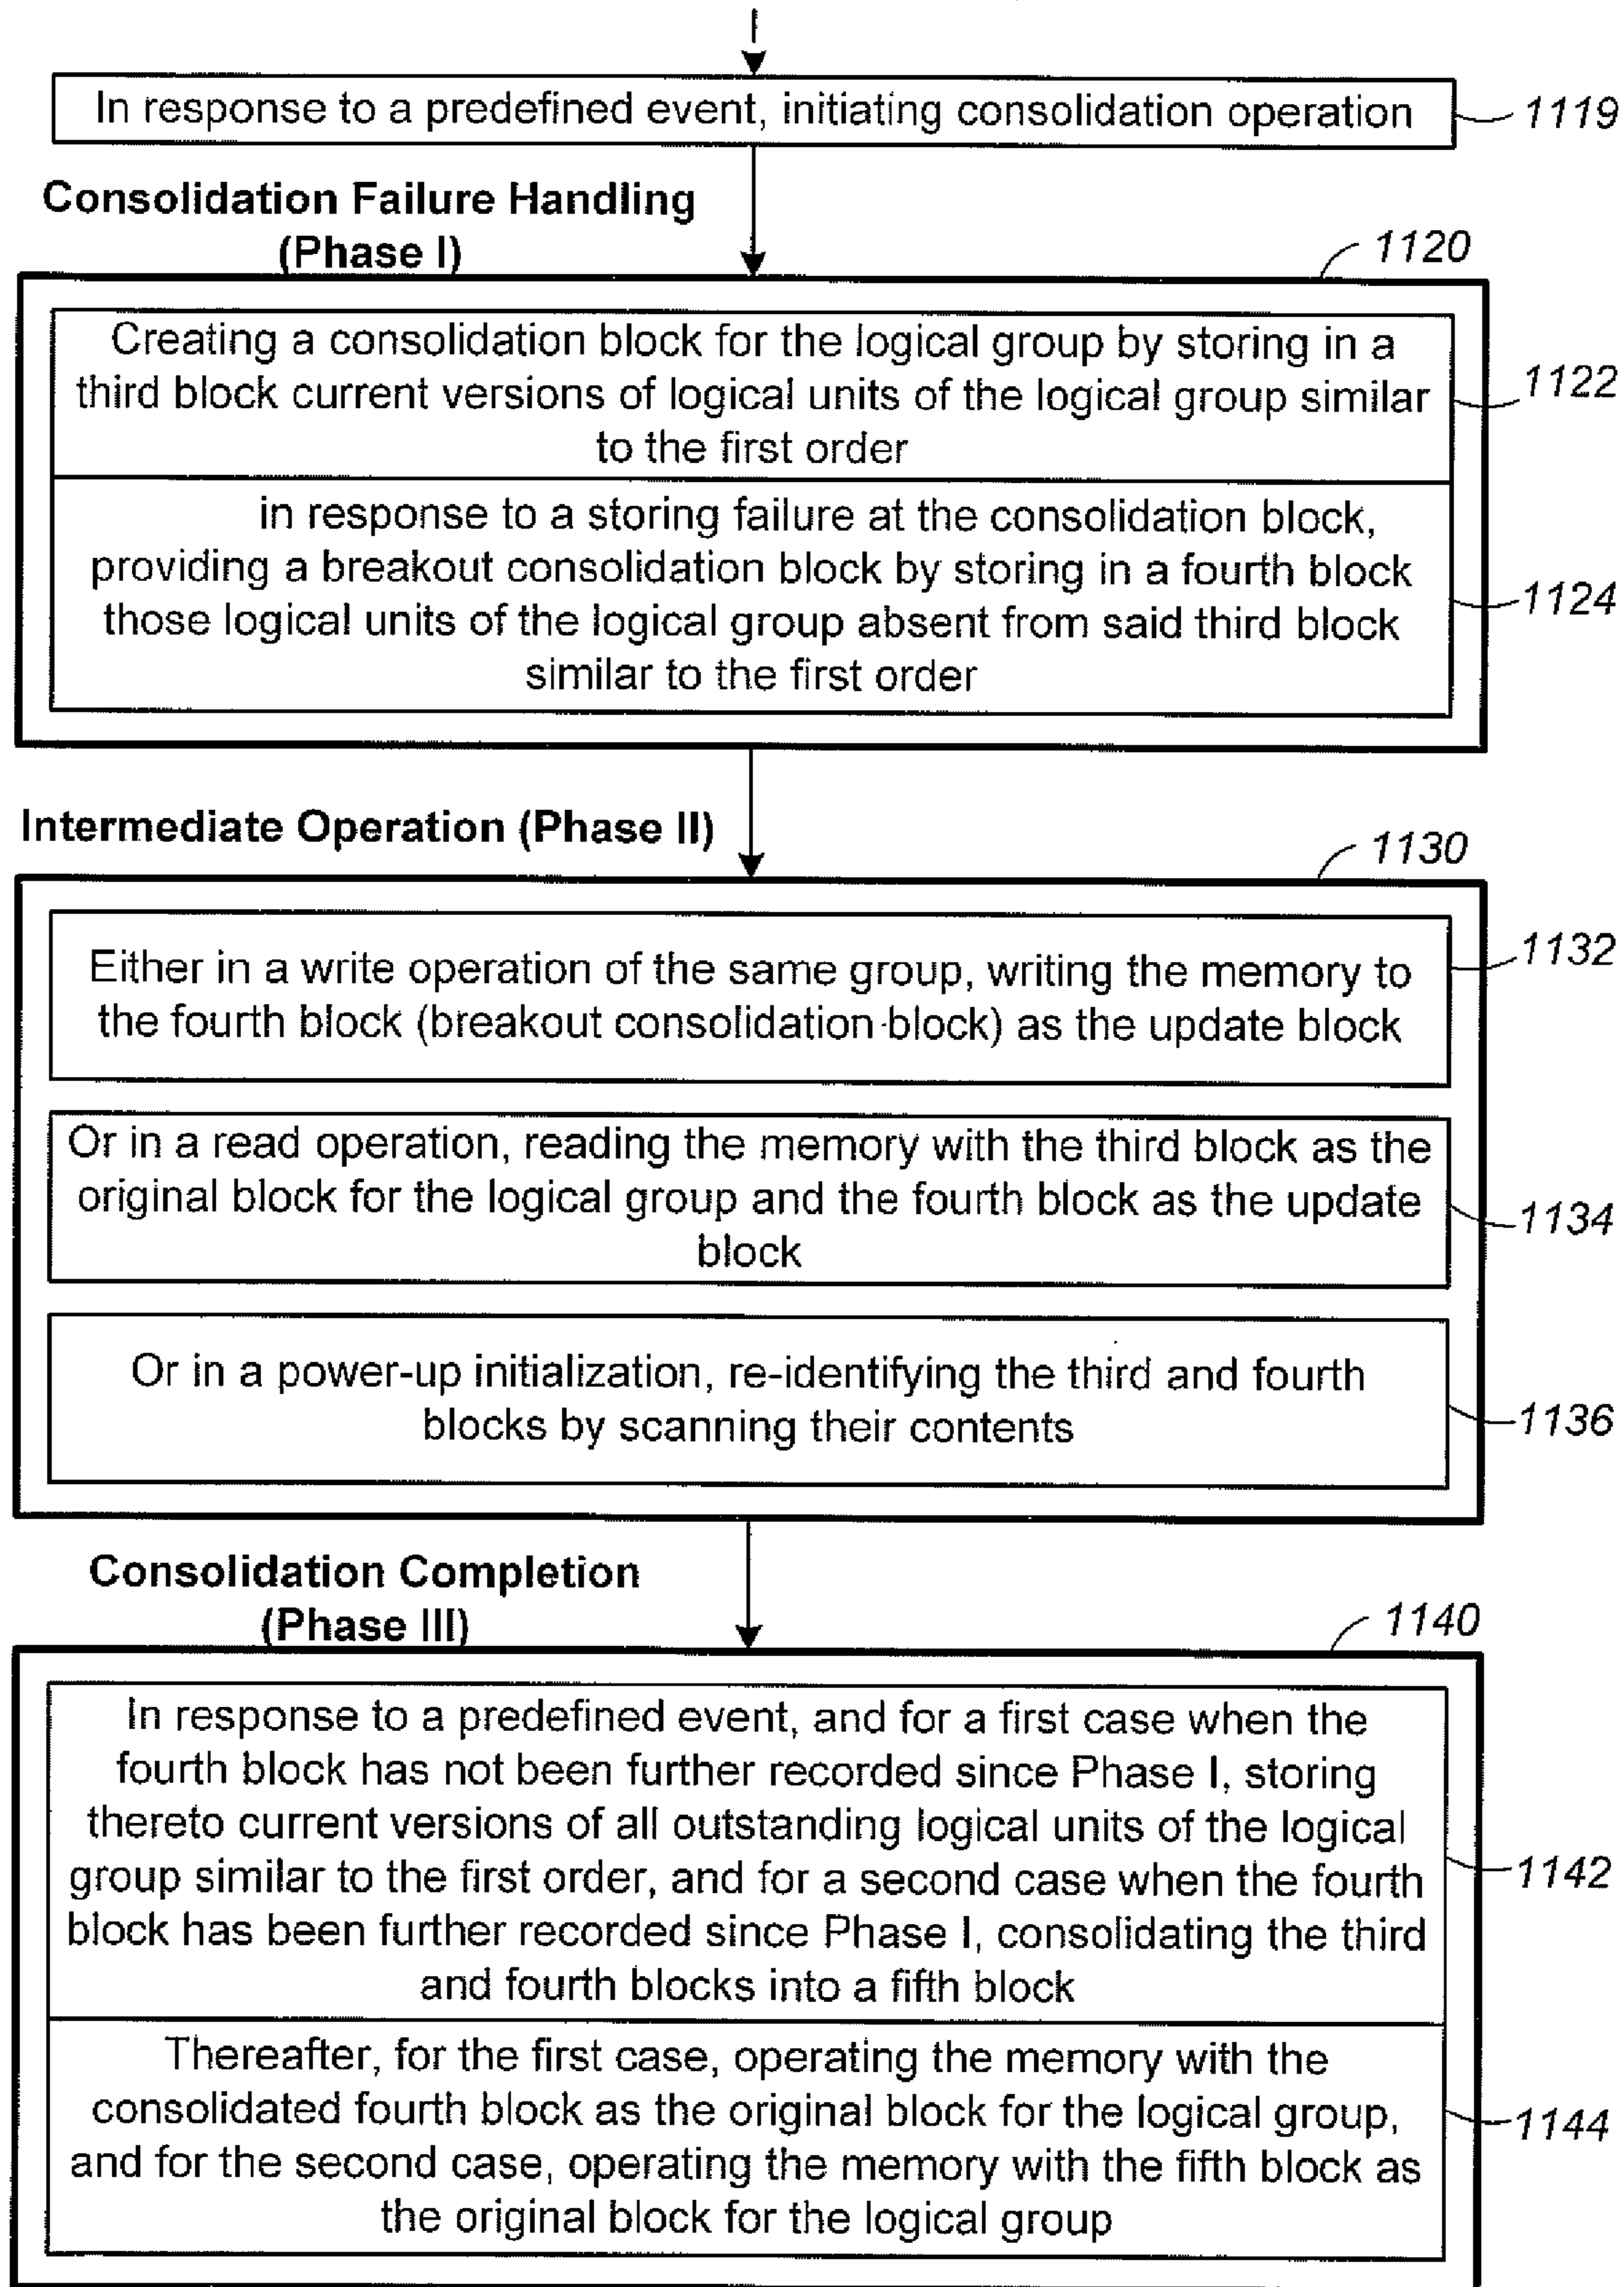 In response to a predefined event, initiating consolidation operation
1119
Consolidation Failure Handling
(Phase I)
1120
Creating a consolidation block for the logical group by storing in a
third block current versions of logical units of the logical group similar
to the first order
1122
in response to a storing failure at the consolidation block,
providing a breakout consolidation block by storing in a fourth block
those logical units of the logical group absent from said third block
similar to the first order
1124
Intermediate Operation (Phase II)
1130
Either in a write operation of the same group, writing the memory to
the fourth block (breakout consolidation block) as the update block
1132
Or in a read operation, reading the memory with the third block as the
original block for the logical group and the fourth block as the update
block
1134
Or in a power-up initialization, re-identifying the third and fourth
blocks by scanning their contents
1136
Consolidation Completion
(Phase III)
1140
In response to a predefined event, and for a first case when the
fourth block has not been further recorded since Phase I, storing
thereto current versions of all outstanding logical units of the logical
group similar to the first order, and for a second case when the fourth
block has been further recorded since Phase I, consolidating the third
and fourth blocks into a fifth block
1142
Thereafter, for the first case, operating the memory with the
consolidated fourth block as the original block for the logical group,
and for the second case, operating the memory with the fifth block as
the original block for the logical group
1144